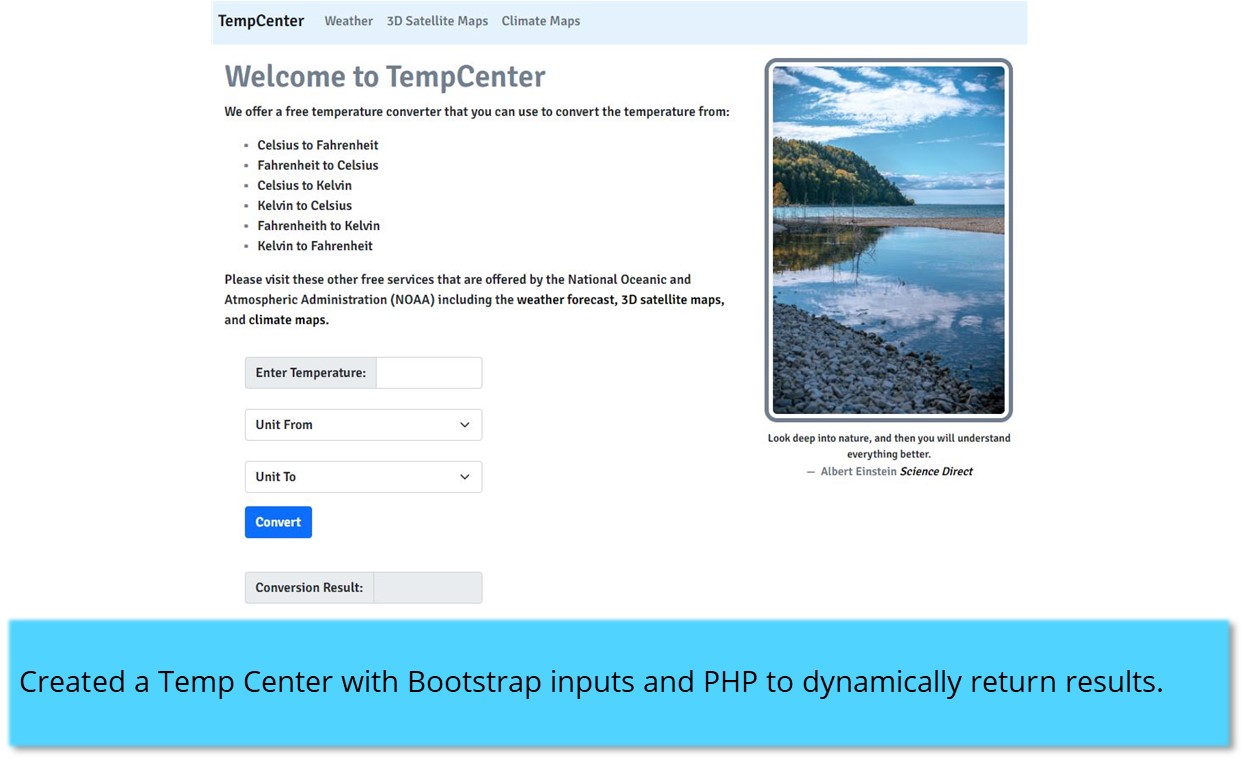 TempCenter Weather 3D Satellite Maps Climate Maps
Welcome to TempCenter
We offer a free temperature converter that you can use to convert the temperature from:
Celsius to Fahrenheit
Fahrenheit to Celsius
Celsius to Kelvin
Kelvin to Celsius
Fahrenheith to Kelvin
Kelvin to Fahrenheit
Please visit these other free services that are offered by the National Oceanic and
Atmospheric Administration (NOAA) including the weather forecast, 3D satellite maps,
and climate maps.
Enter Temperature:
Unit From
Unit To
Convert
Conversion Result:
Look deep into nature, and then you will understand
everything better.
— Albert Einstein Science Direct
Created a Temp Center with Bootstrap inputs and PHP to dynamically return results.